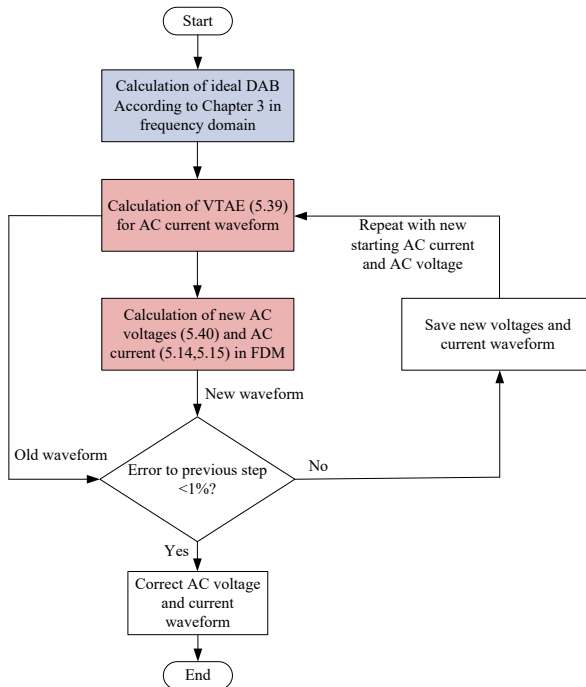 Start
Calculation of ideal DAB
According to Chapter 3 in
frequency domain
Calculation of VTAE (5.39)
for AC current waveform
Repeat with new
starting AC current
and AC voltage
Calculation of new AC
voltages (5.40) and AC
current (5.14,5.15) in FDM
Save new voltages and
current waveform
New waveform
Old waveform
Error to previous step
<1%?
No
Yes
Correct AC voltage
and current
waveform
End